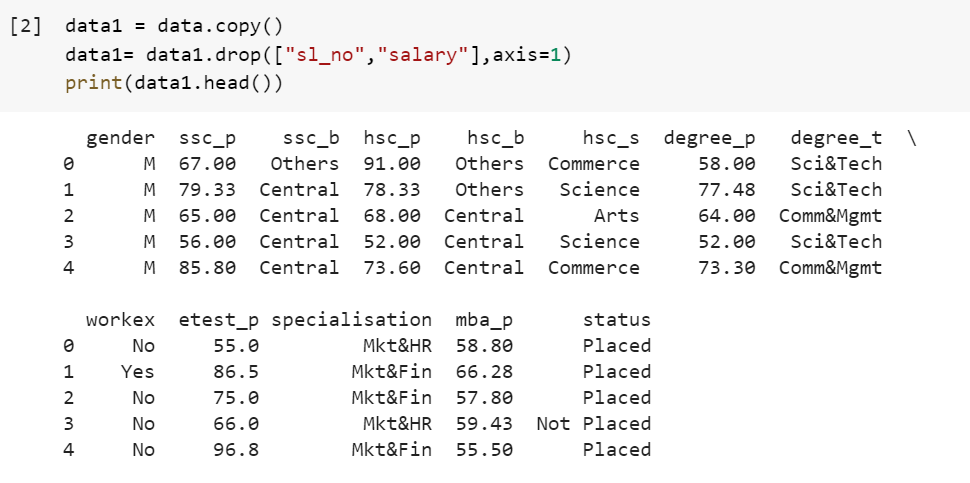 [2] data1 = data.copy()
data1= data1.drop(["sl_no","salary"],axis=1)
print(data1.head())
gender ssc_p ssc_b hsc_p hsc_b hsc_s degree_p degree_t \
0 M 67.00 Others 91.00 Others Commerce 58.00 Sci&Tech
1 M 79.33 Central 78.33 Others Science 77.48 Sci&Tech
2 M 65.00 Central 68.00 Central Arts 64.00 Comm&Mgmt
3 M 56.00 Central 52.00 Central Science 52.00 Sci&Tech
4 M 85.80 Central 73.60 Central Commerce 73.30 Comm&Mgmt
workex etest_p specialisation mba_p status
0 No 55.0 Mkt&HR 58.80 Placed
1 Yes 86.5 Mkt&Fin 66.28 Placed
2 No 75.0 Mkt&Fin 57.80 Placed
3 No 66.0 Mkt&HR 59.43 Not Placed
4 No 96.8 Mkt&Fin 55.50 Placed